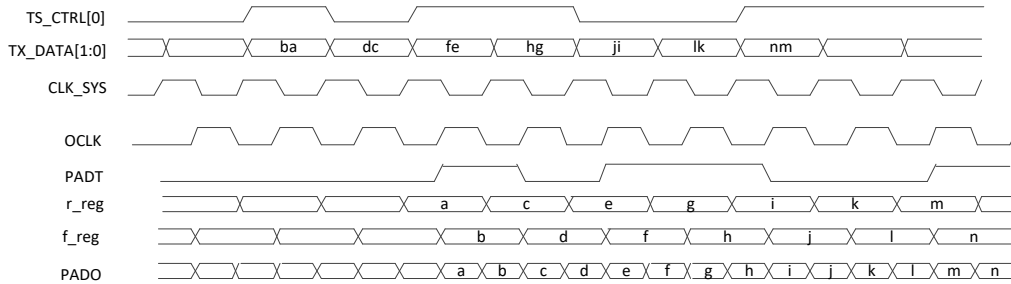 TS_CTRL[0]
TX_DATA[1:0] ba dc fe hg ji lk nm
CLK_SYS
OCLK
PADT
r_reg a c e g i k m
f_reg b d f h j l n
PADO a b c d e f g h i j k l m n